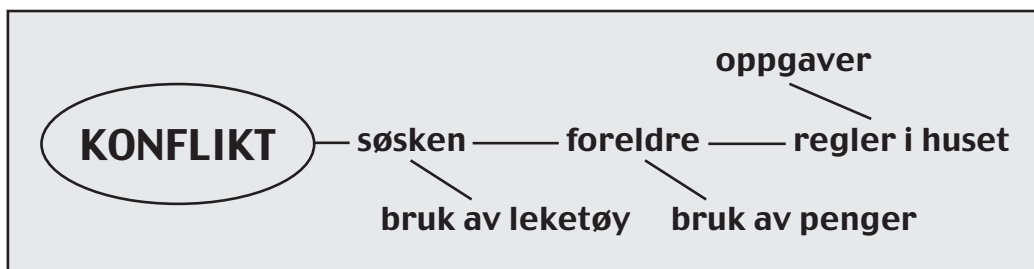 oppgaver
KONFLIKT søsken foreldre regler i huset
bruk av leketøy bruk av penger